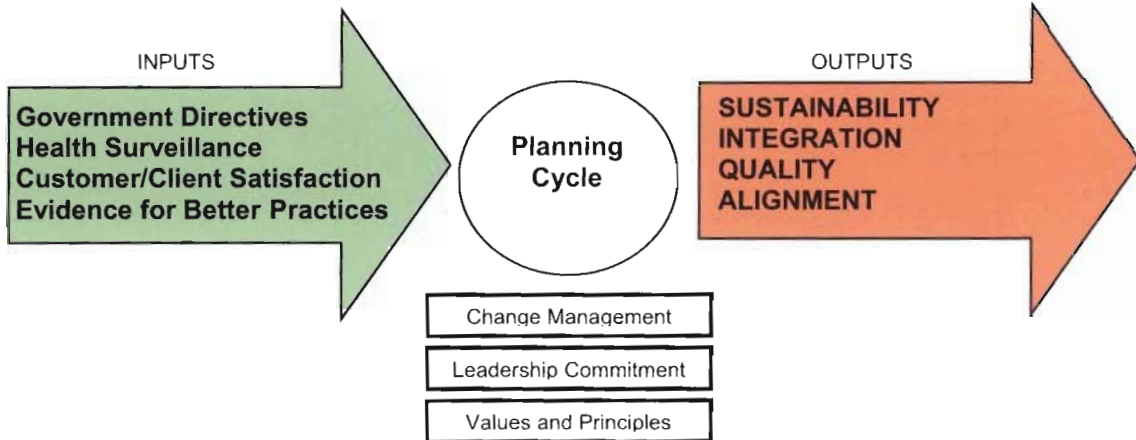 INPUTS
Government Directives
Health Surveillance
Customer/Client Satisfaction
Evidence for Better Practices
Planning
Cycle
OUTPUTS
SUSTAINABILITY
INTEGRATION
QUALITY
ALIGNMENT
Change Management
Leadership Commitment
Values and Principles